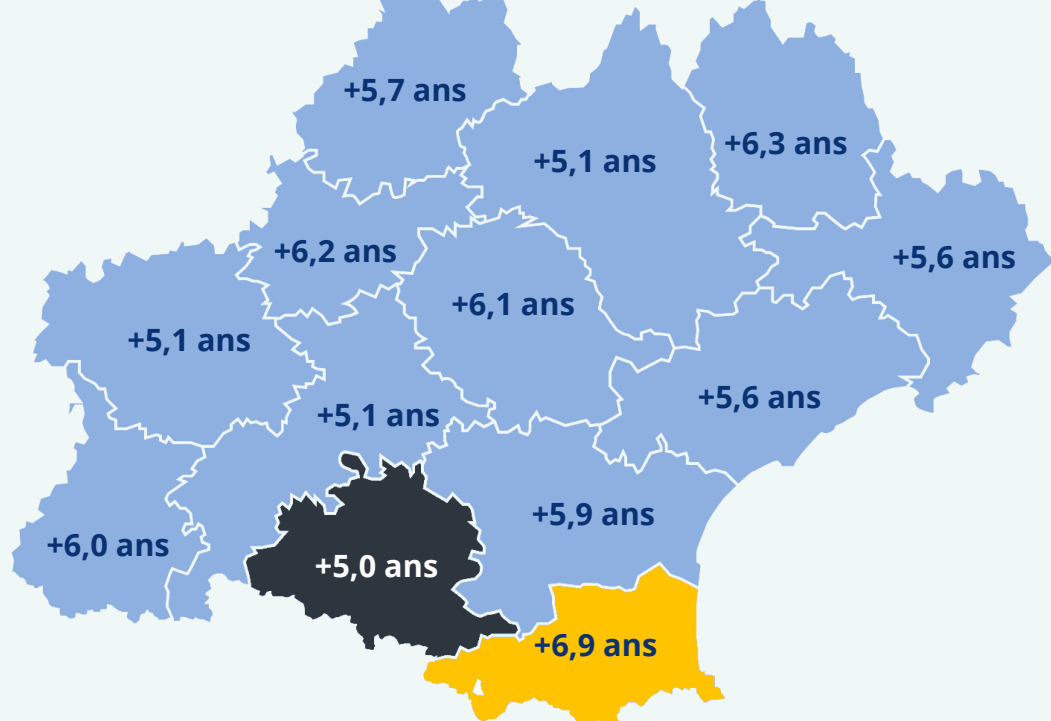 +5,7 ans
+6,3 ans
+5,1 ans
+6,2 ans
+5,6 ans
+6,1 ans
+5,1 ans
+5,6 ans
+5,1 ans
+5,9 ans
+6,0 ans
+5,0 ans
+6,9 ans